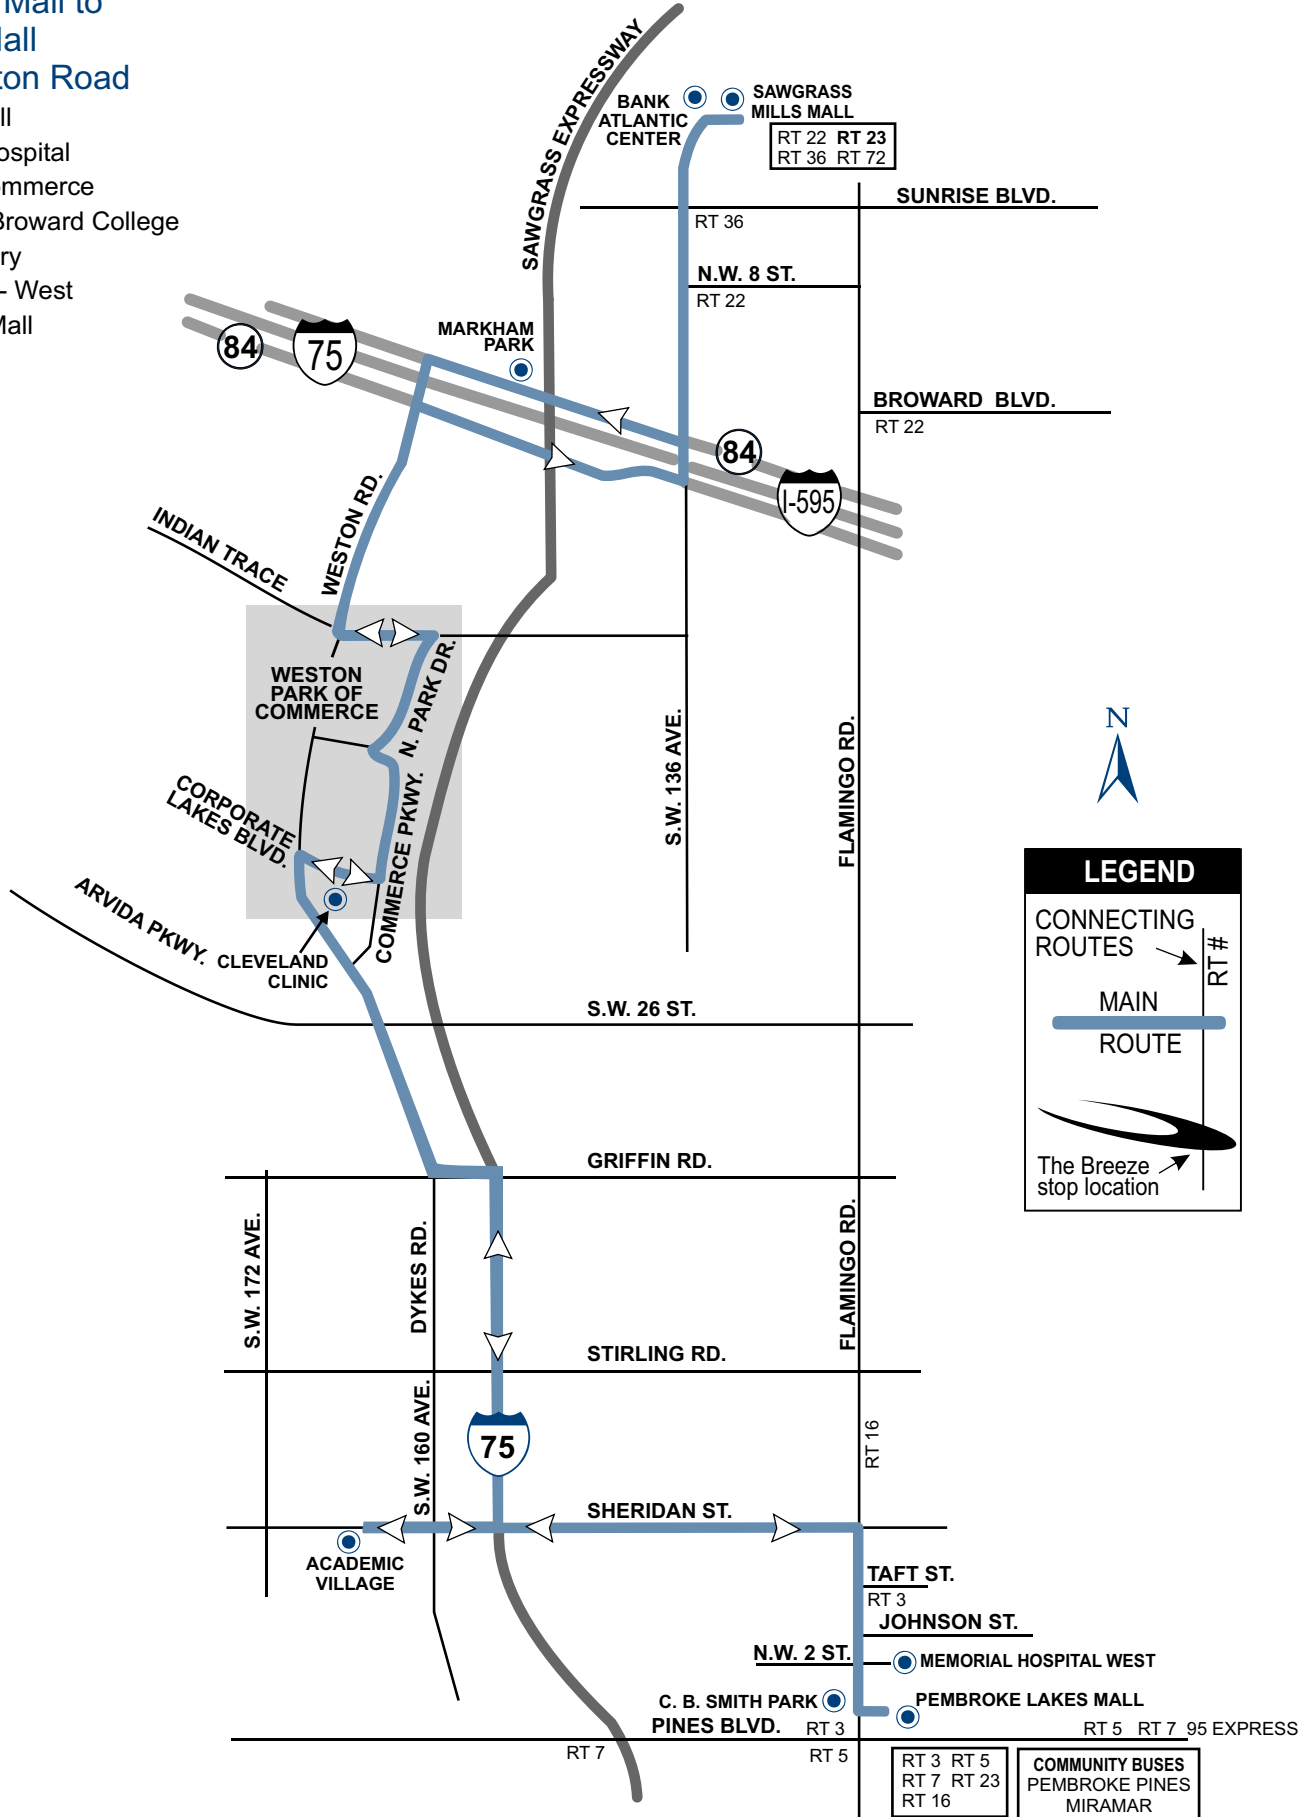 Mall to
Mall
ton Road
ll
ospital
ommerce
Broward College
ry
- West
Mall
SAWGRASS EXPRESSWAY
BANK
ATLANTIC
CENTER
SAWGRASS
MILLS MALL
RT 22 RT 23
RT 36 RT 72
SUNRISE BLVD.
RT 36
N.W. 8 ST.
RT 22
MARKHAM
PARK
84
75
BROWARD BLVD.
RT 22
84
I-595
WESTON RD.
INDIAN TRACE
WESTON
PARK OF
COMMERCE
N. PARK DR.
COMMERCE PKWY.
CORPORATE
LAKES BLVD.
S.W. 136 AVE.
FLAMINGO RD.
N
ARVIDA PKWY.
CLEVELAND
CLINIC
S.W. 26 ST.
LEGEND
CONNECTING
ROUTES
RT #
MAIN
ROUTE
The Breeze
stop location
GRIFFIN RD.
S.W. 172 AVE.
DYKES RD.
FLAMINGO RD.
STIRLING RD.
S.W. 160 AVE.
75
RT 16
SHERIDAN ST.
ACADEMIC
VILLAGE
TAFT ST.
RT 3
JOHNSON ST.
N.W. 2 ST.
MEMORIAL HOSPITAL WEST
C. B. SMITH PARK
PEMBROKE LAKES MALL
PINES BLVD. RT 3
RT 5 RT 7 95 EXPRESS
RT 7
RT 5
RT 3 RT 5
RT 7 RT 23
RT 16
COMMUNITY BUSES
PEMBROKE PINES
MIRAMAR